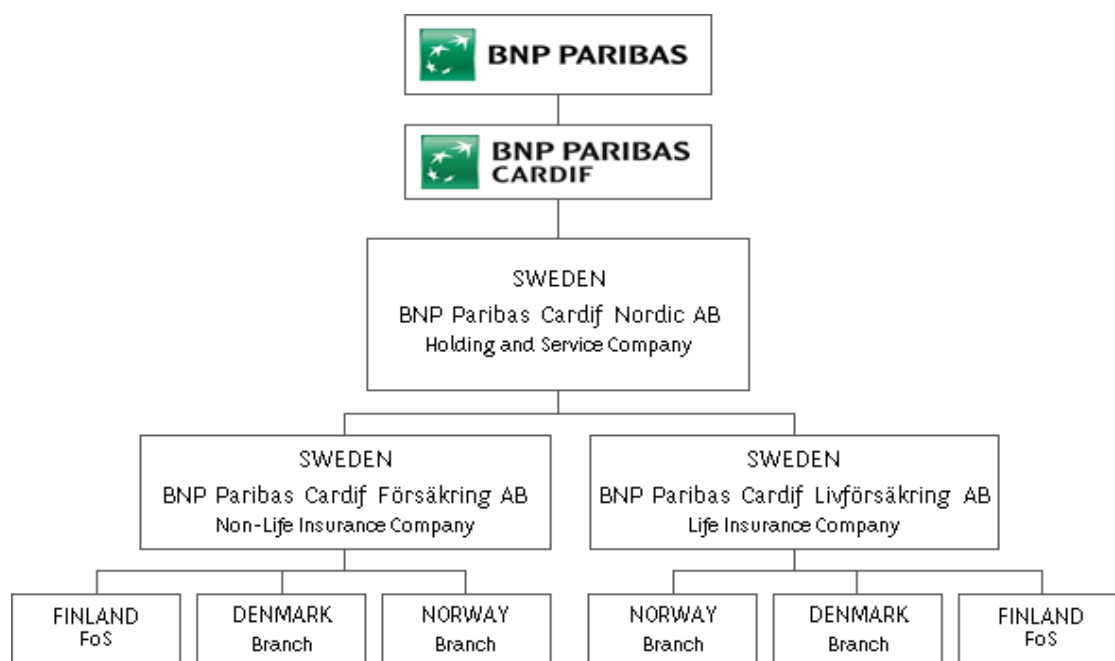 BNP PARIBAS
BNP PARIBAS
CARDIF
SWEDEN
BNP Paribas Cardif Nordic AB
Holding and Service Company
SWEDEN
BNP Paribas Cardif Försäkring AB
Non-Life Insurance Company
SWEDEN
BNP Paribas Cardif Livförsäkring AB
Life Insurance Company
FINLAND
FoS
DENMARK
Branch
NORWAY
Branch
NORWAY
Branch
DENMARK
Branch
FINLAND
FoS